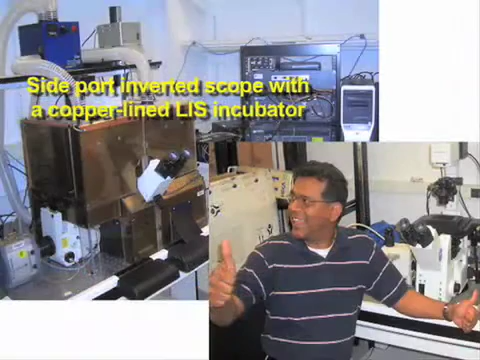 Side port inverted scope with
a copper-lined LIS incubator